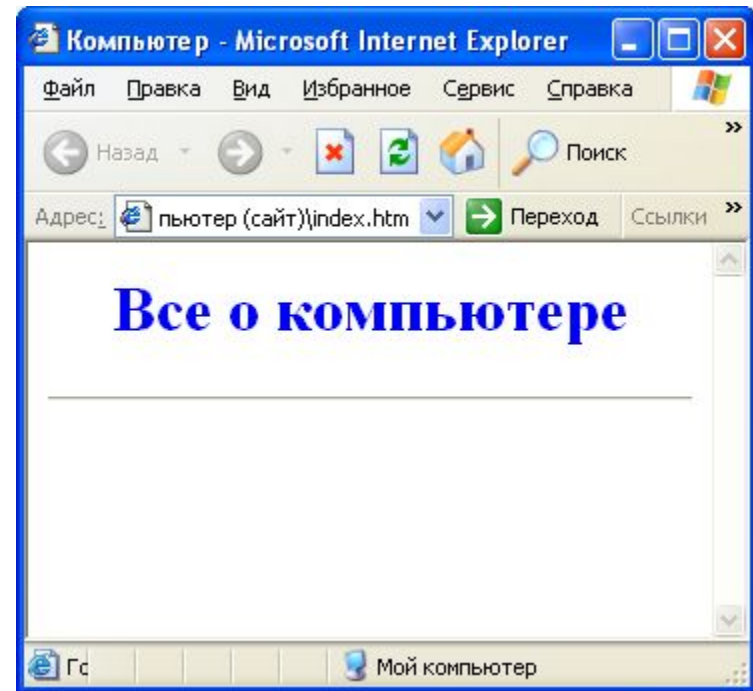 Компьютер - Microsoft Internet Explorer
Файл Правка Вид Избранное Сервис Справка
Назад Поиск »
Адрес: пьютер (сайт)\index.htm Переход Ссылки »
Все о компьютере
Гс Мой компьютер